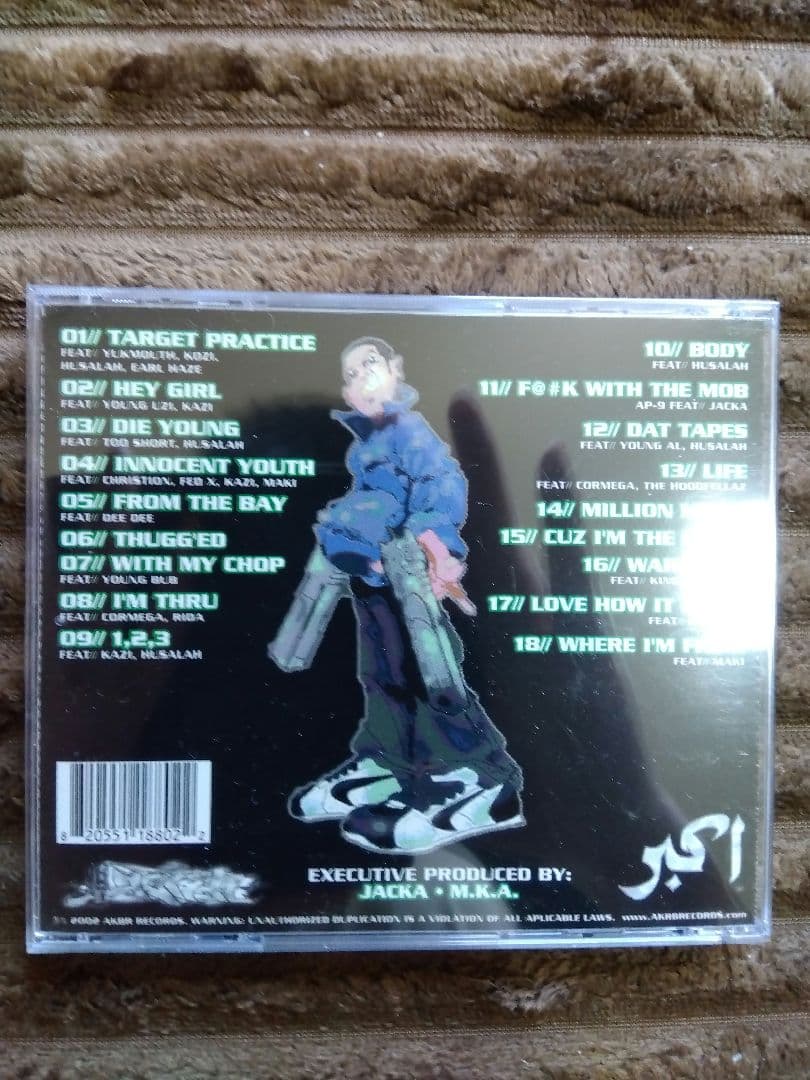 01// TARGET PRACTICE
FEAT// YUKMOUTH, KOZI,
HUSALAH, EARL HAZE
02// HEY GIRL
FEAT// YOUNG UZI, KAZI
03// DIE YOUNG
FEAT// TOO SHORT, HUSALAH
04// INNOCENT YOUTH
FEAT// CHRISTION, FED X, KAZI, MAKI
05// FROM THE BAY
FEAT// DEE DEE
06// THUGG'ED
07// WITH MY CHOP
FEAT// YOUNG BUB
08// I'M THRU
FEAT// CORMEGA, RIDA
09// 1,2,3
FEAT// KAZI, HUSALAH
10// BODY
FEAT// HUSALAH
11// F@#K WITH THE MOB
AP-9 FEAT// JACKA
12// DAT TAPES
FEAT// YOUNG AL, HUSALAH
13// LIFE
FEAT// CORMEGA, THE HOODFELLAZ
14// MILLION
15// CUZ I'M THE
16//
FEAT//
17// LOVE HOW IT
FEAT//
18// WHERE I'M
FEAT// MAKI
8 20551 18802 2
EXECUTIVE PRODUCED BY:
JACKA • M.K.A.
اكبر
2002 AKBR RECORDS. WARNING: UNAUTHORIZED DUPLICATION IS A VIOLATION OF ALL APLICABLE LAWS. www.AKRBRECORDS.com